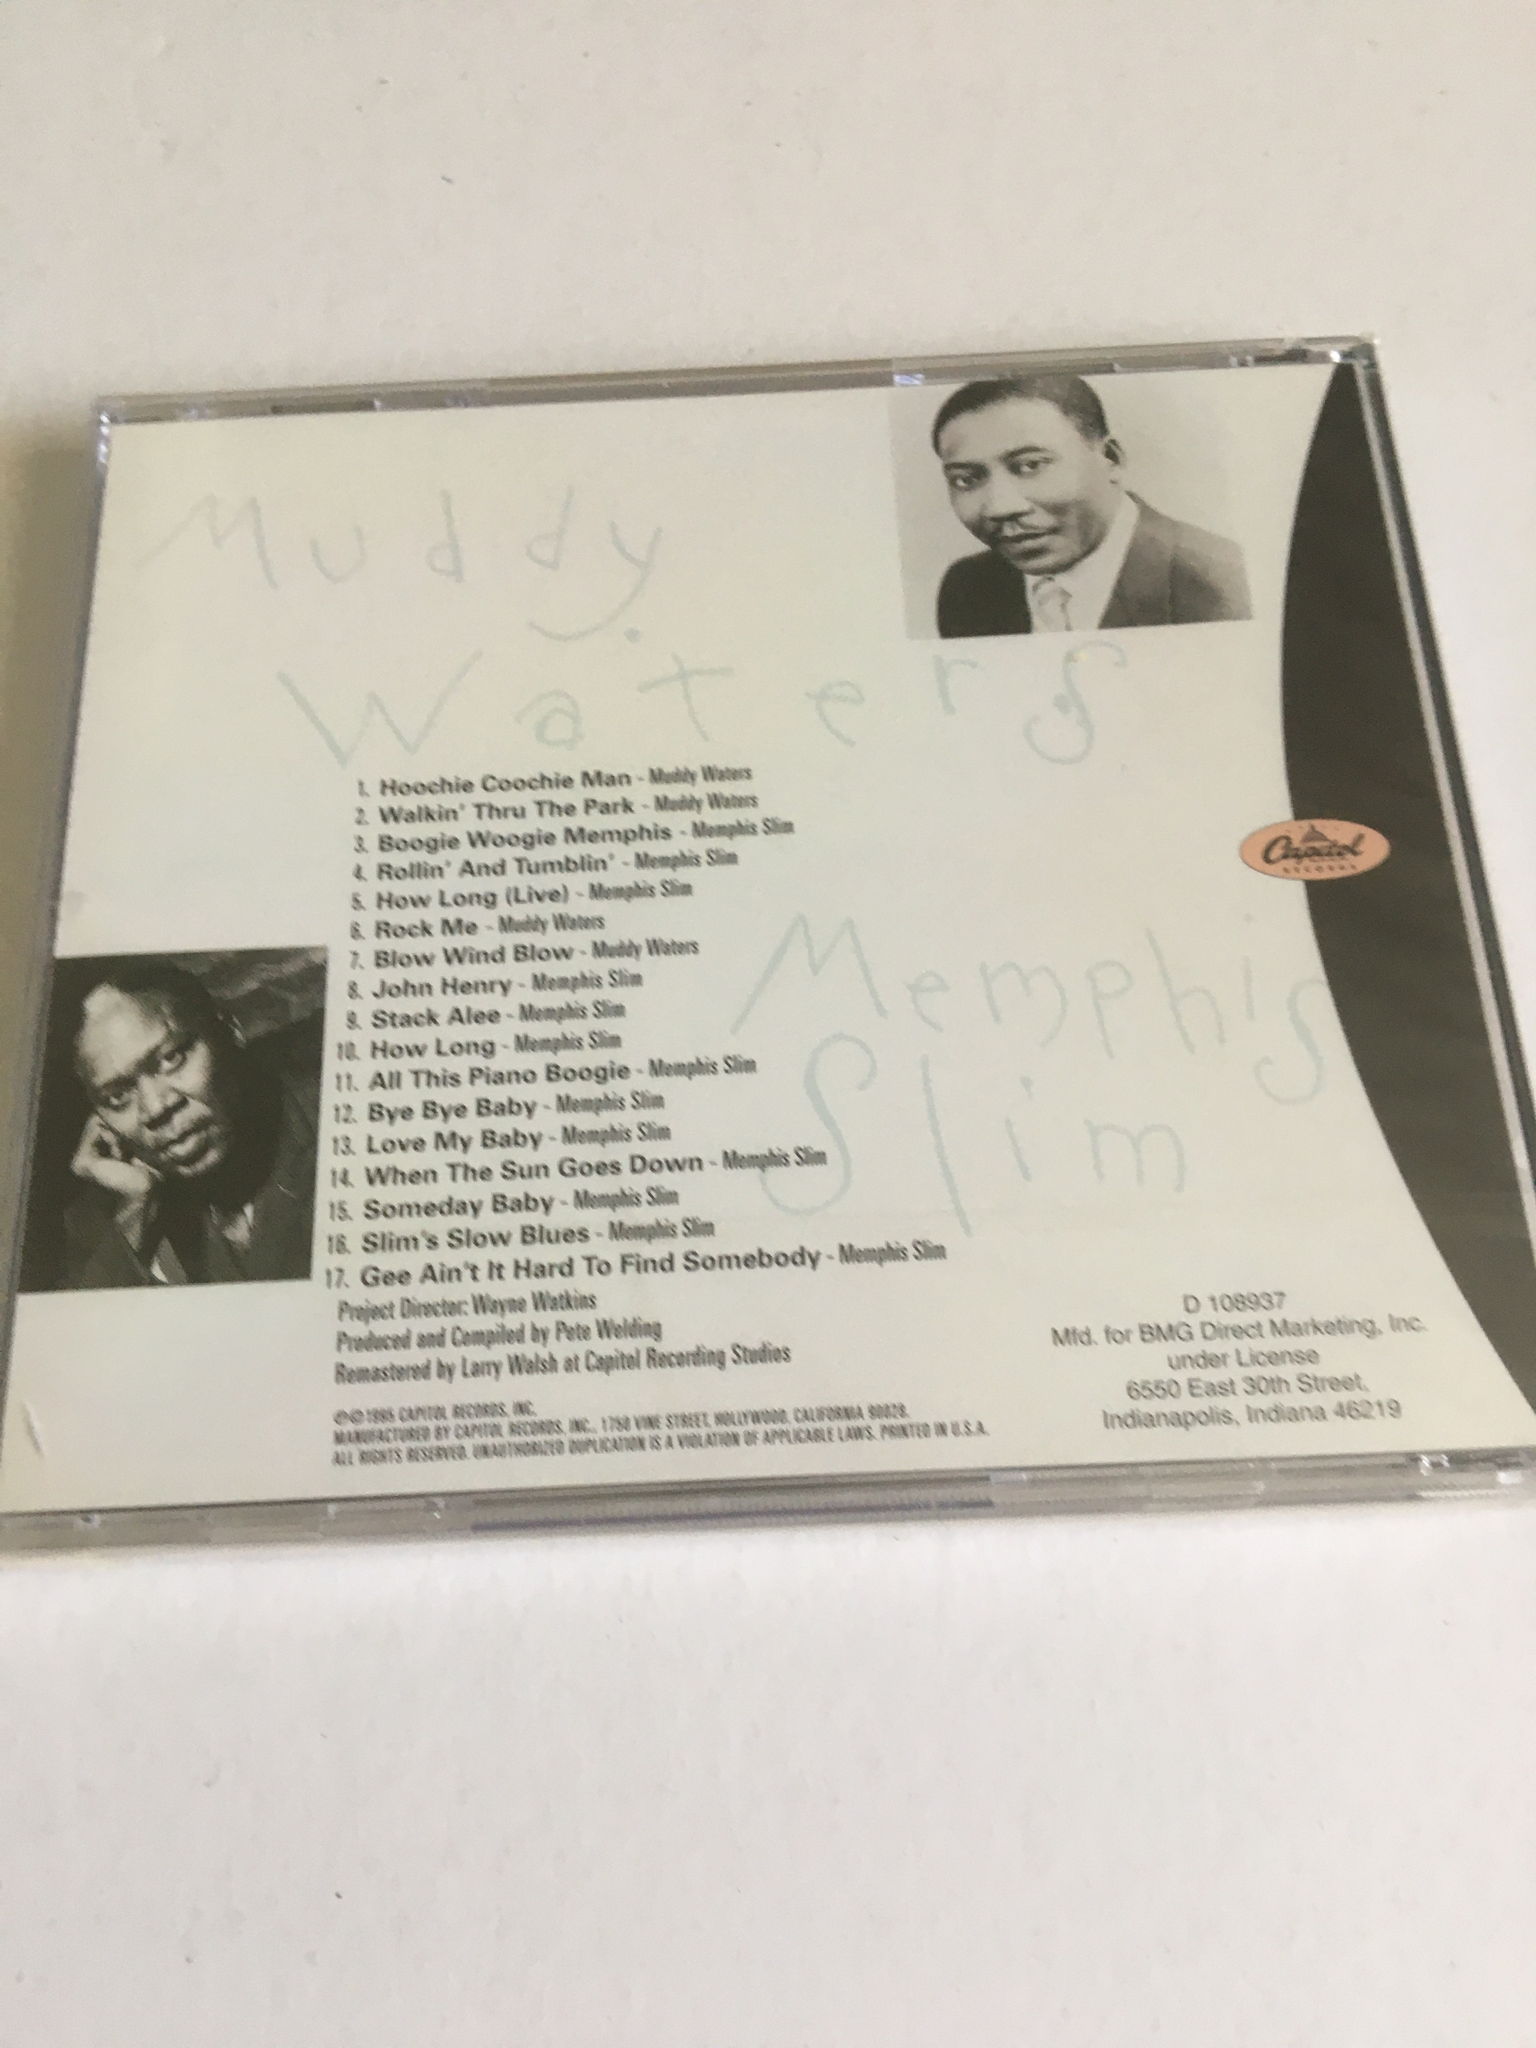 Muddy
Waters
1. Hoochie Coochie Man - Muddy Waters
2. Walkin' Thru The Park - Muddy Waters
3. Boogie Woogie Memphis - Memphis Slim
4. Rollin' And Tumblin' - Memphis Slim
5. How Long (Live) - Memphis Slim
6. Rock Me - Muddy Waters
7. Blow Wind Blow - Muddy Waters
8. John Henry - Memphis Slim
9. Stack Alee - Memphis Slim
10. How Long - Memphis Slim
11. All This Piano Boogie - Memphis Slim
12. Bye Bye Baby - Memphis Slim
13. Love My Baby - Memphis Slim
14. When The Sun Goes Down - Memphis Slim
15. Someday Baby - Memphis Slim
16. Slim's Slow Blues - Memphis Slim
17. Gee Ain't It Hard To Find Somebody - Memphis Slim
Memphis
Slim
Capitol
RECORDS
Project Director: Wayne Watkins
Produced and Compiled by Pete Welding
Remastered by Larry Walsh at Capitol Recording Studios
℗©1995 CAPITOL RECORDS, INC.
MANUFACTURED BY CAPITOL RECORDS, INC., 1750 VINE STREET, HOLLYWOOD, CALIFORNIA 90028.
ALL RIGHTS RESERVED. UNAUTHORIZED DUPLICATION IS A VIOLATION OF APPLICABLE LAWS. PRINTED IN U.S.A.
D 108937
Mfd. for BMG Direct Marketing, Inc.
under License
6550 East 30th Street,
Indianapolis, Indiana 46219